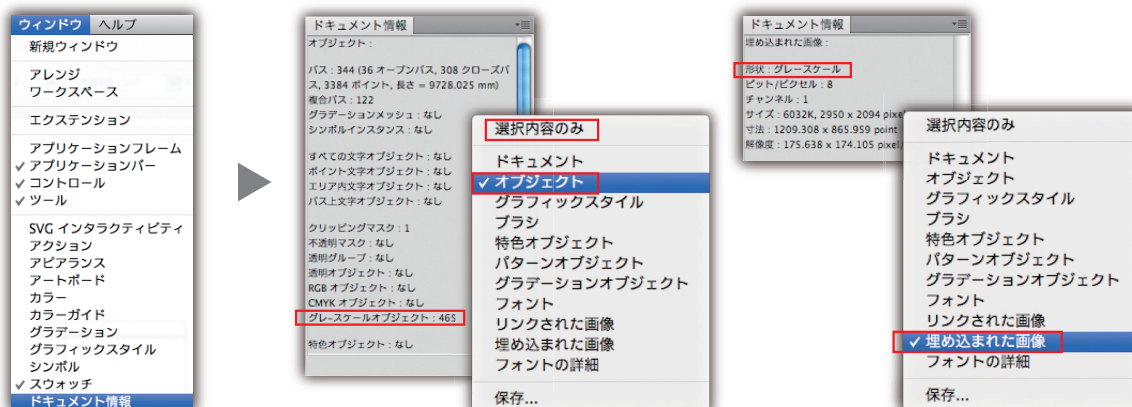 ウィンドウ ヘルプ
新規ウィンドウ
アレンジ
ワークスペース
エクステンション
アプリケーションフレーム
✓ アプリケーションバー
✓ コントロール
✓ ツール
SVG インタラクティビティ
アクション
アピアランス
アートボード
カラー
カラーガイド
グラデーション
グラフィックスタイル
シンボル
✓ スウォッチ
ドキュメント情報
ドキュメント情報
オブジェクト :
パス : 344 (36 オープンパス, 308 クローズパ
ス, 3384 ポイント, 長さ = 9728.025 mm)
複合パス : 122
グラデーションメッシュ : なし
シンボルインスタンス : なし
すべての文字オブジェクト : なし
ポイント文字オブジェクト : なし
エリア内文字オブジェクト : なし
パス上文字オブジェクト : なし
クリッピングマスク : 1
不透明マスク : なし
透明グループ : なし
透明オブジェクト : なし
RGB オブジェクト : なし
CMYK オブジェクト : なし
グレースケールオブジェクト : 465
特色オブジェクト : なし
選択内容のみ
ドキュメント
✓ オブジェクト
グラフィックスタイル
ブラシ
特色オブジェクト
パターンオブジェクト
グラデーションオブジェクト
フォント
リンクされた画像
埋め込まれた画像
フォントの詳細
保存...
ドキュメント情報
埋め込まれた画像 :
形状 : グレースケール
ビット/ピクセル : 8
チャンネル : 1
サイズ : 6032K, 2950 x 2094 pixe
寸法 : 1209.308 x 865.959 point
解像度 : 175.638 x 174.105 pixel/
選択内容のみ
ドキュメント
オブジェクト
グラフィックスタイル
ブラシ
特色オブジェクト
パターンオブジェクト
グラデーションオブジェクト
フォント
リンクされた画像
✓ 埋め込まれた画像
フォントの詳細
保存...